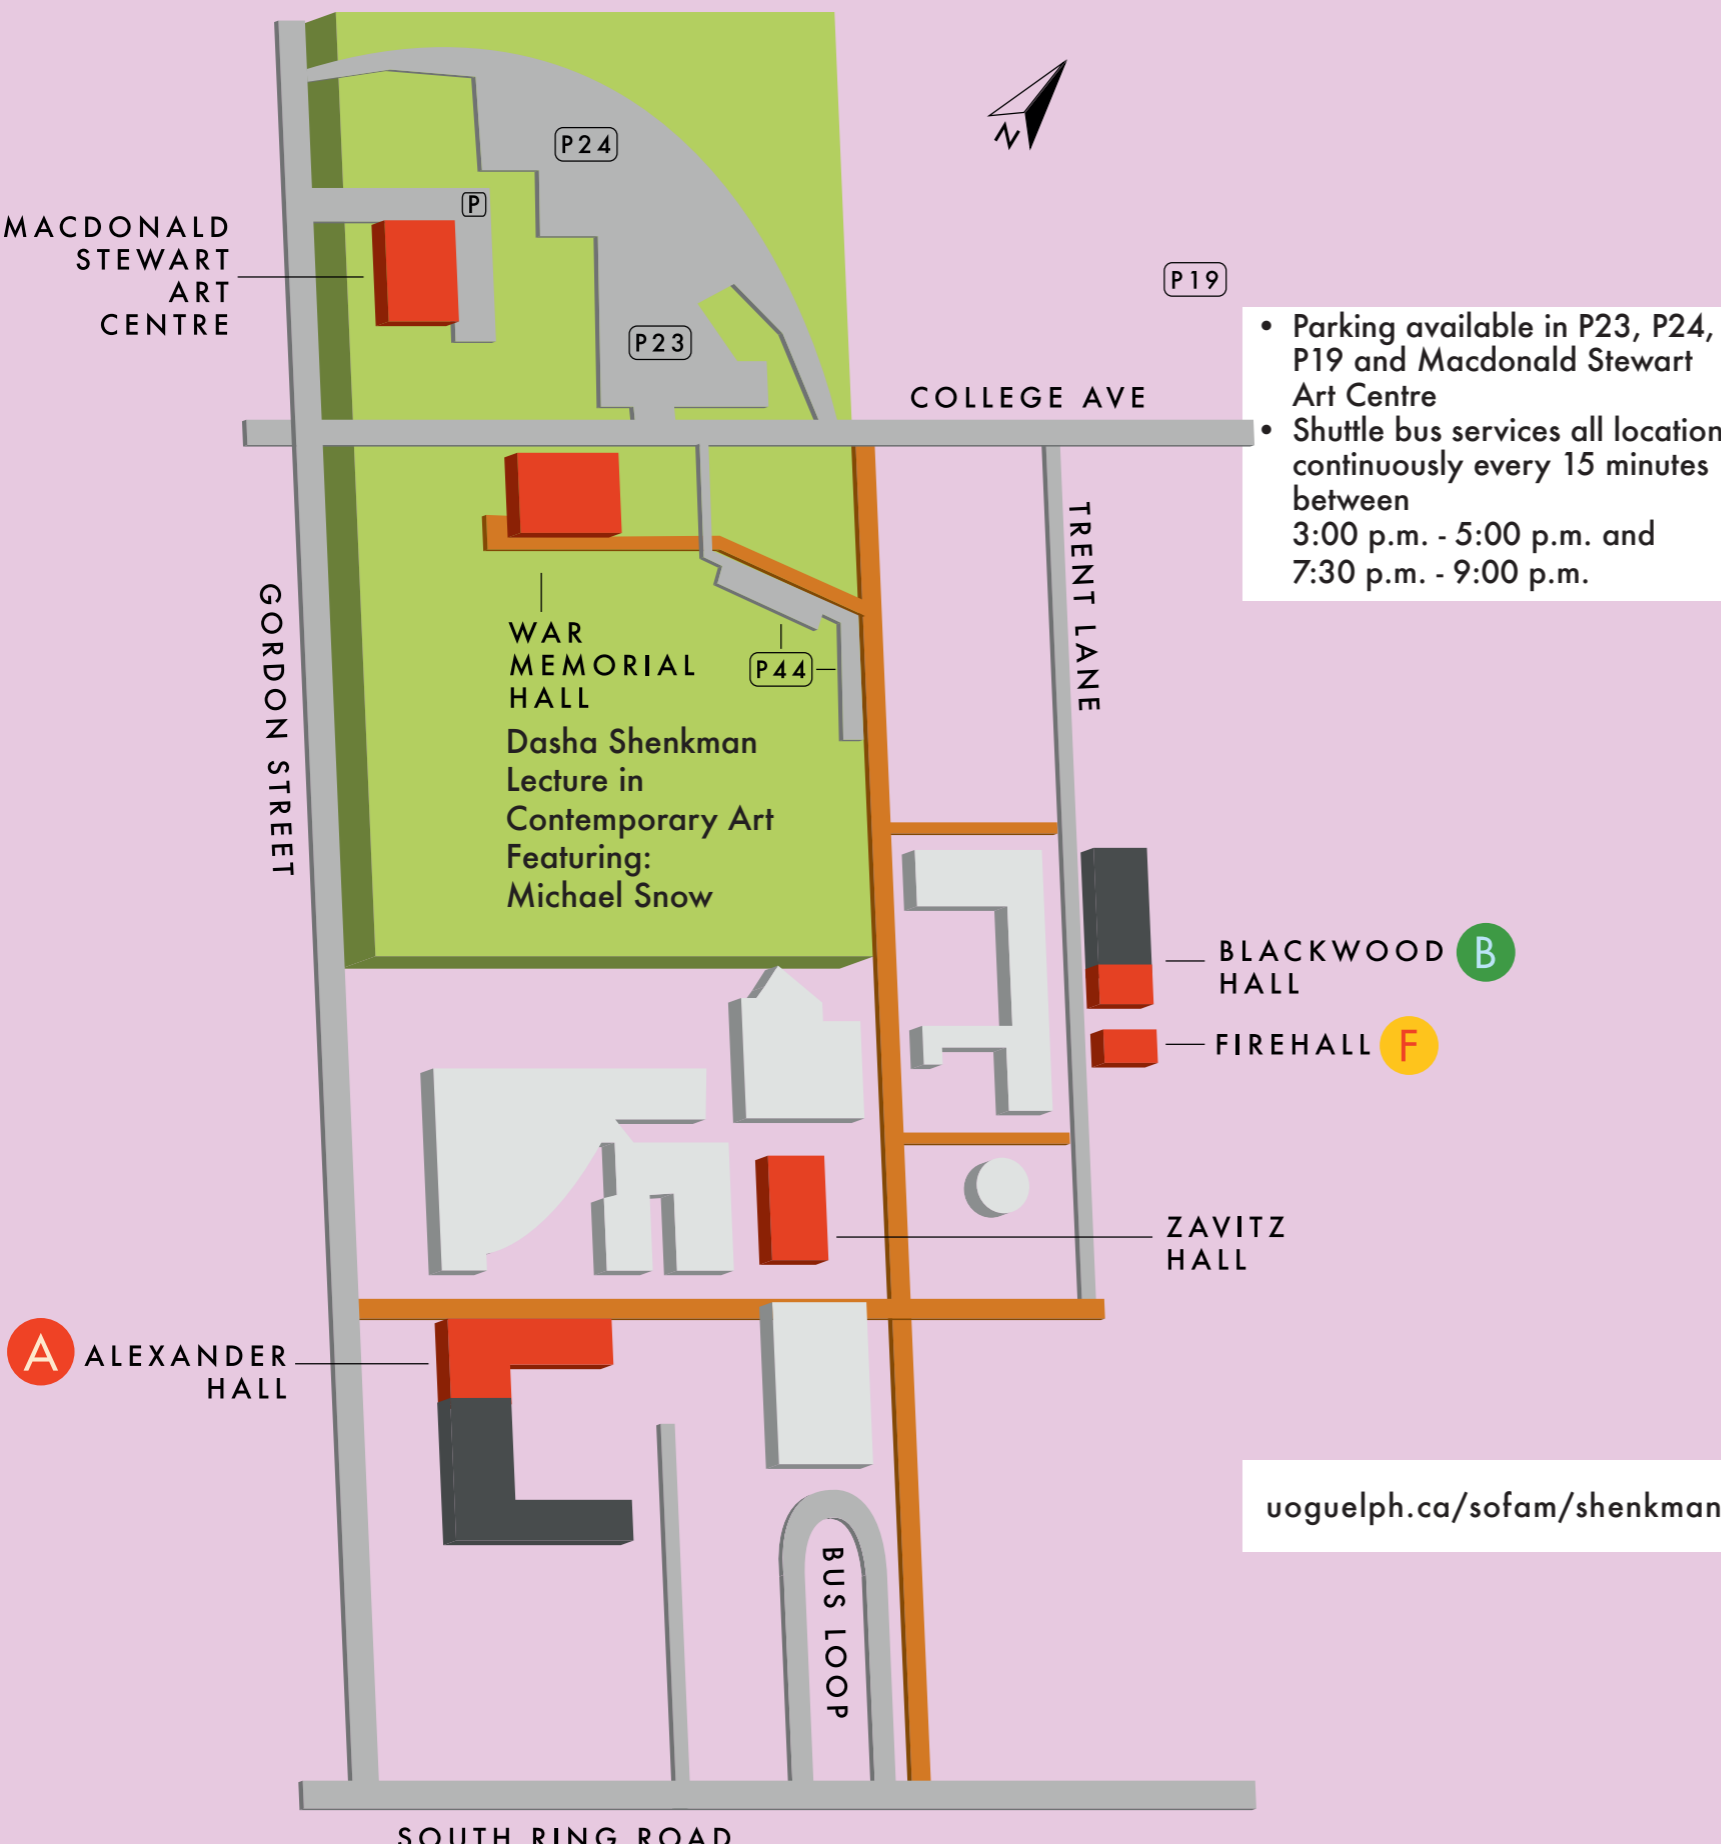 P24
N
P
MACDONALD
STEWART
ART
CENTRE
P19
P23
• Parking available in P23, P24,
P19 and Macdonald Stewart
Art Centre
• Shuttle bus services all location
continuously every 15 minutes
between
3:00 p.m. - 5:00 p.m. and
7:30 p.m. - 9:00 p.m.
COLLEGE AVE
TRENT LANE
GORDON STREET
WAR
MEMORIAL
HALL
P44
Dasha Shenkman
Lecture in
Contemporary Art
Featuring:
Michael Snow
BLACKWOOD B
HALL
FIREHALL F
ZAVITZ
HALL
A ALEXANDER
HALL
uoguelph.ca/sofam/shenkman
BUS LOOP
SOUTH RING ROAD